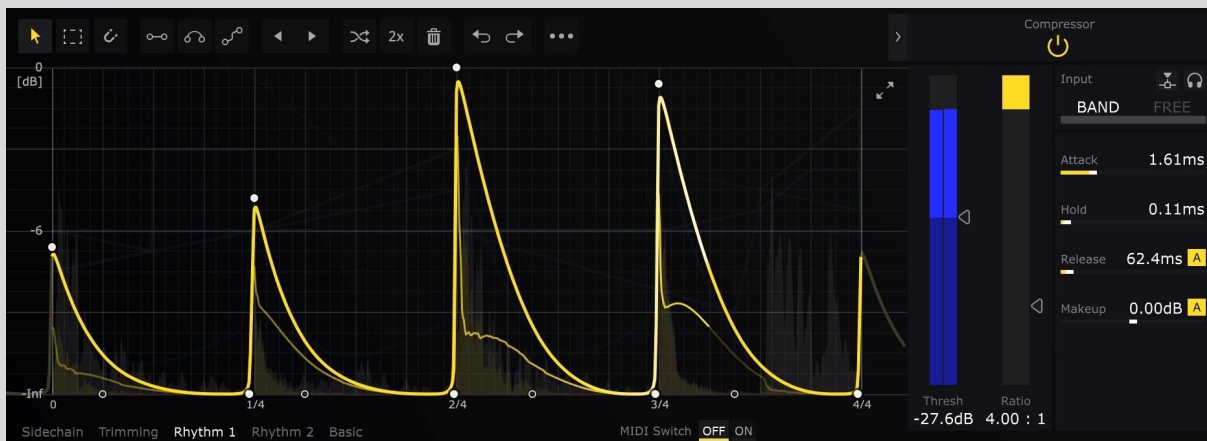 2x
Compressor
0
[dB]
-6
-Inf
0
1/4
2/4
3/4
4/4
Input
BAND FREE
Attack 1.61ms
Hold 0.11ms
Release 62.4ms A
Makeup 0.00dB A
Thresh Ratio
-27.6dB 4.00 : 1
Sidechain Trimming Rhythm 1 Rhythm 2 Basic
MIDI Switch OFF ON